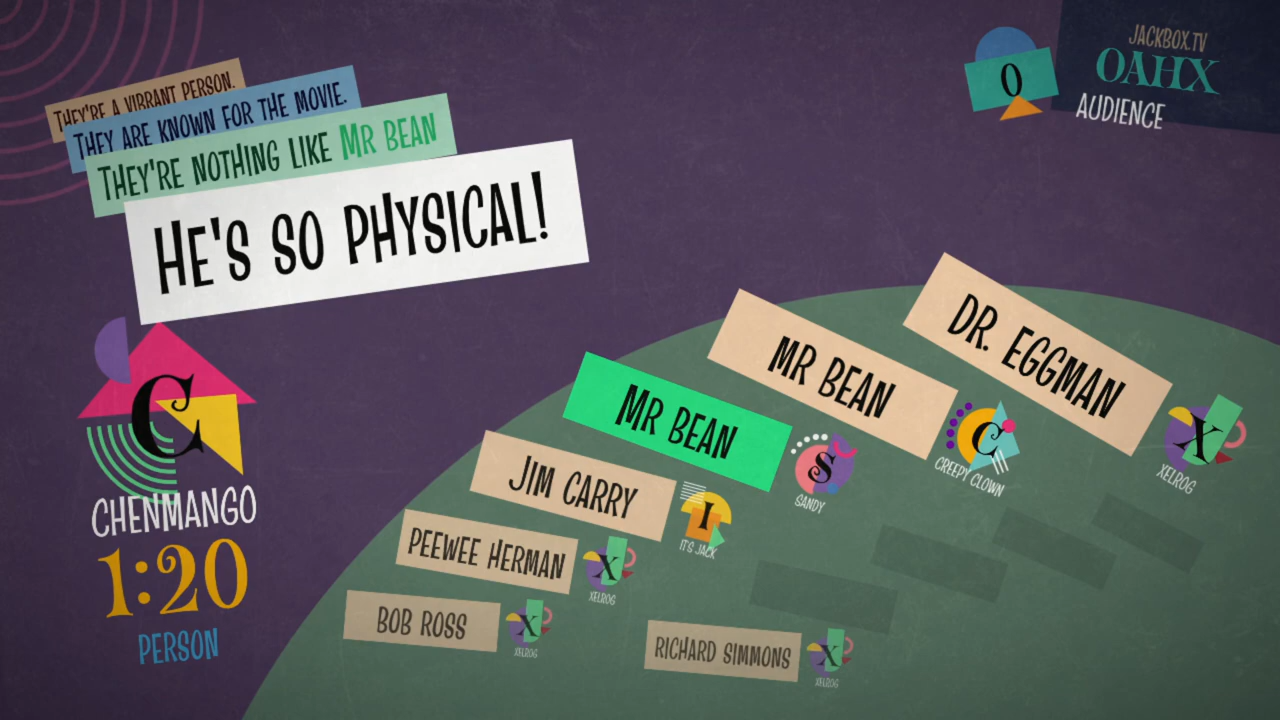 THEY'RE A VIBRANT PERSON.
THEY ARE KNOWN FOR THE MOVIE.
THEY'RE NOTHING LIKE MR BEAN
HE'S SO PHYSICAL!
C
CHENMANGO
1:20
PERSON
0
AUDIENCE
JACKBOX.TV
OAHX
DR. EGGMAN
X
XELROG
MR BEAN
C
CREEPY CLOWN
MR BEAN
S
SANDY
JIM CARRY
I
IT'S JACK
PEEWEE HERMAN
X
XELROG
BOB ROSS
X
XELROG
RICHARD SIMMONS
X
XELROG